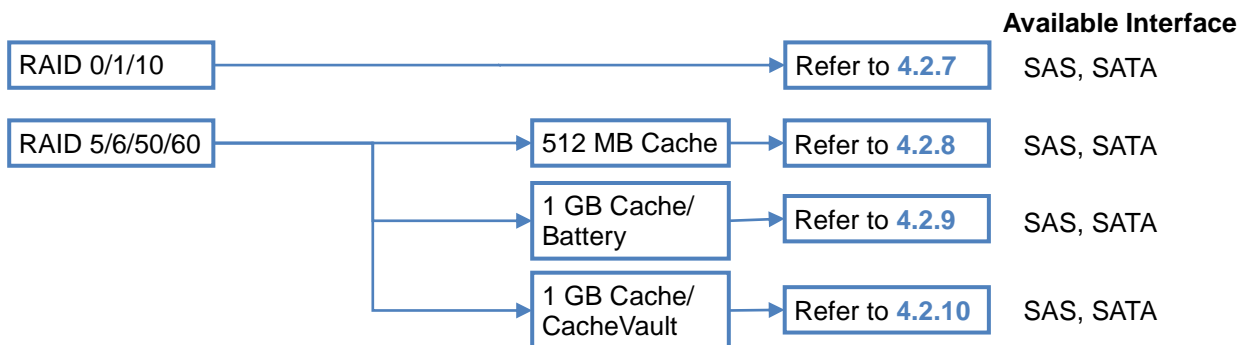 Available Interface
RAID 0/1/10
Refer to 4.2.7
SAS, SATA
RAID 5/6/50/60
512 MB Cache
Refer to 4.2.8
SAS, SATA
1 GB Cache/
Battery
Refer to 4.2.9
SAS, SATA
1 GB Cache/
CacheVault
Refer to 4.2.10
SAS, SATA